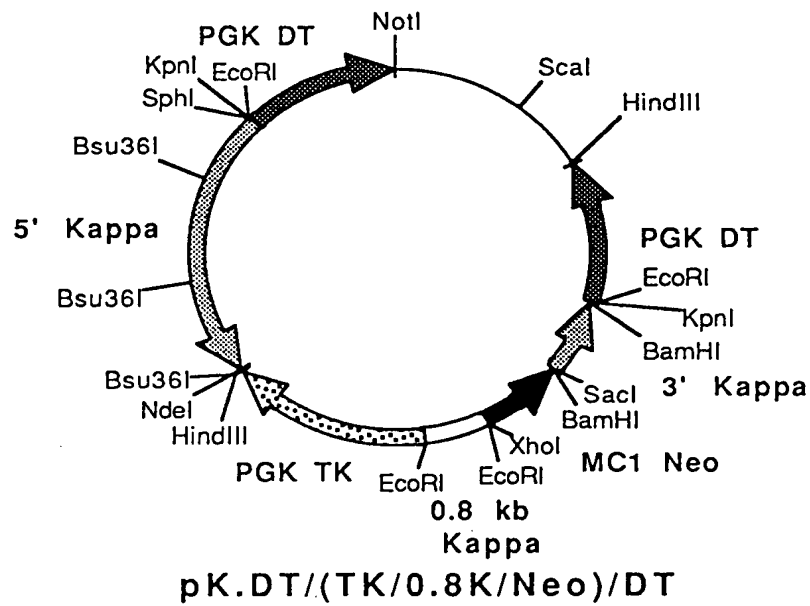 PGK DT
NotI
KpnI
EcoRI
SphI
ScaI
HindIII
Bsu36I
5' Kappa
PGK DT
EcoRI
Bsu36I
KpnI
BamHI
Bsu36I
SacI
3' Kappa
NdeI
BamHI
HindIII
XhoI
MC1 Neo
PGK TK
EcoRI
EcoRI
0.8 kb
Kappa
pK.DT/(TK/0.8K/Neo)/DT